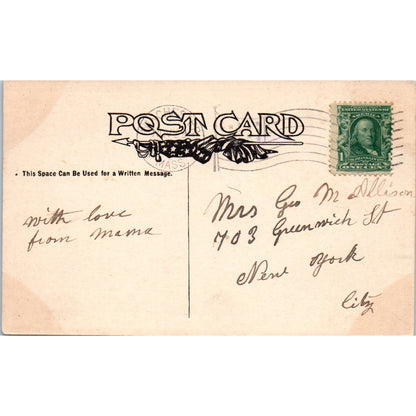 POST CARD
MASS.
This Space Can Be Used for a Written Message.
with love
from mama
Mrs Geo M Allison
703 Greenwich St
New York
City